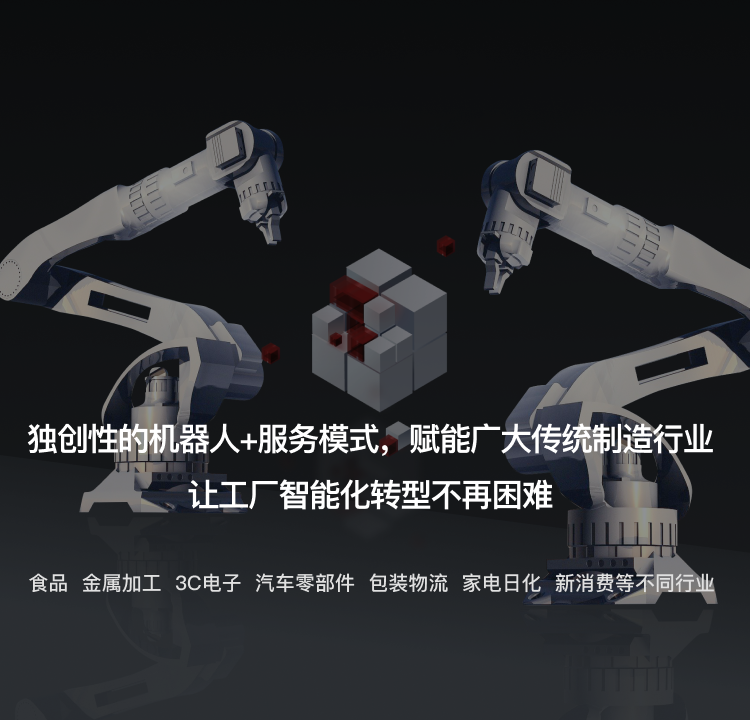 独创性的机器人+服务模式，赋能广大传统制造行业
让工厂智能化转型不再困难
食品 金属加工 3C电子 汽车零部件 包装物流 家电日化 新消费等不同行业